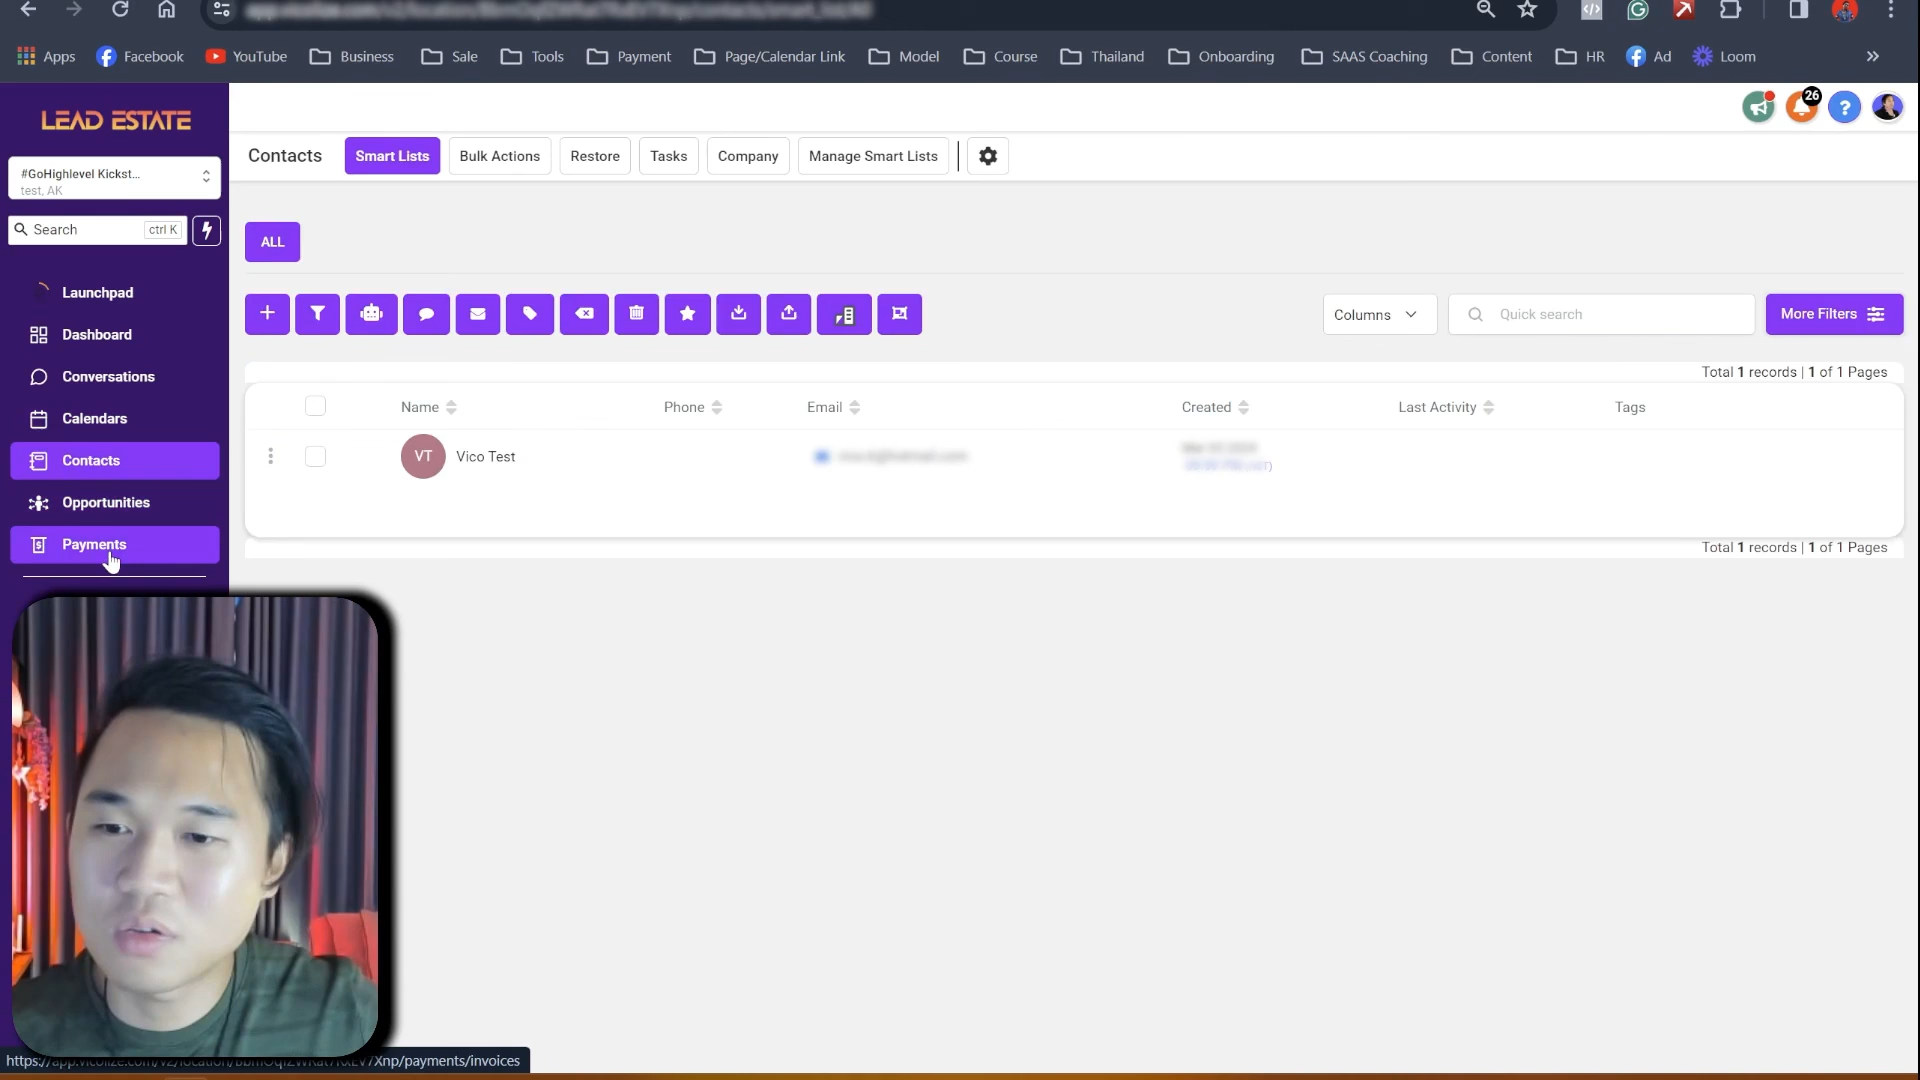 Apps
Facebook
YouTube
Business
Sale
Tools
Payment
Page/Calendar Link
Model
Course
Thailand
Onboarding
SAAS Coaching
Content
HR
Ad
Loom
LEAD ESTATE
#GoHighlevel Kickst...
test, AK
Search
ctrl K
Launchpad
Dashboard
Conversations
Calendars
Contacts
Opportunities
Payments
26
Contacts
Smart Lists
Bulk Actions
Restore
Tasks
Company
Manage Smart Lists
ALL
Columns
Quick search
More Filters
Total 1 records | 1 of 1 Pages
Name
Phone
Email
Created
Last Activity
Tags
VT
Vico Test
Total 1 records | 1 of 1 Pages